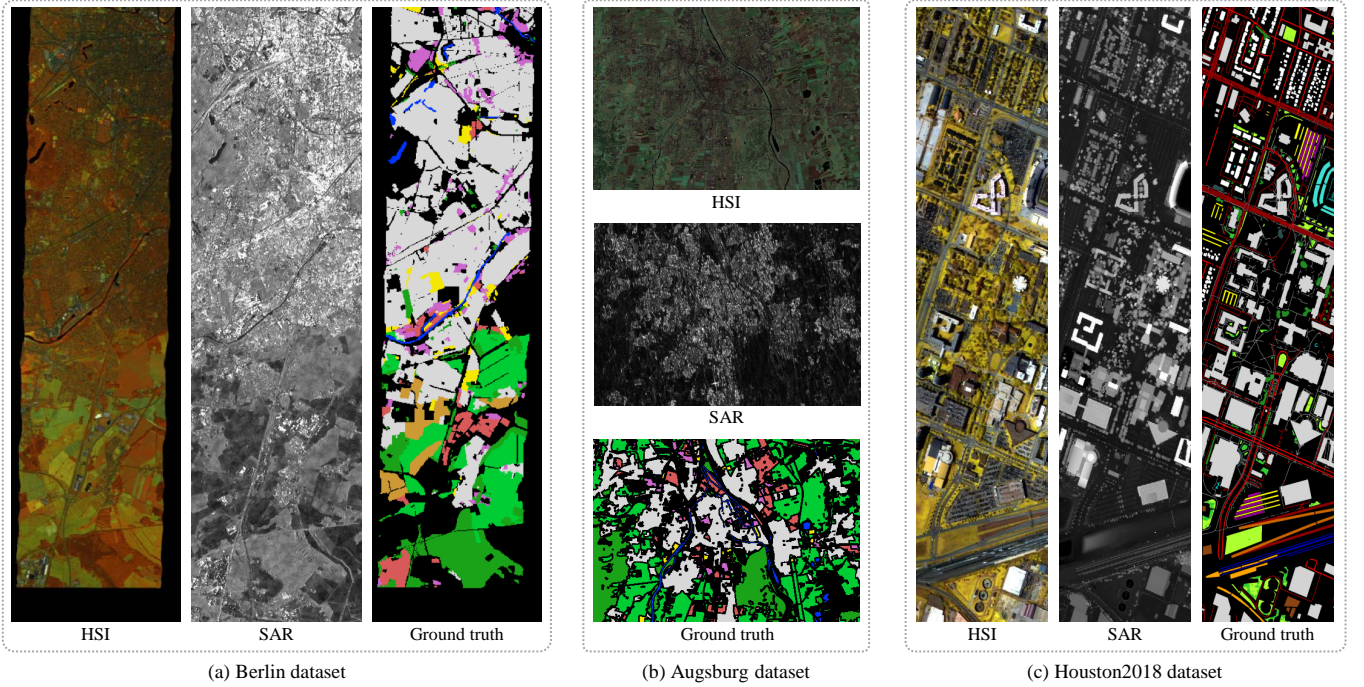 HSI
SAR
Ground truth
(a) Berlin dataset
HSI
SAR
Ground truth
(b) Augsburg dataset
HSI
SAR
Ground truth
(c) Houston2018 dataset